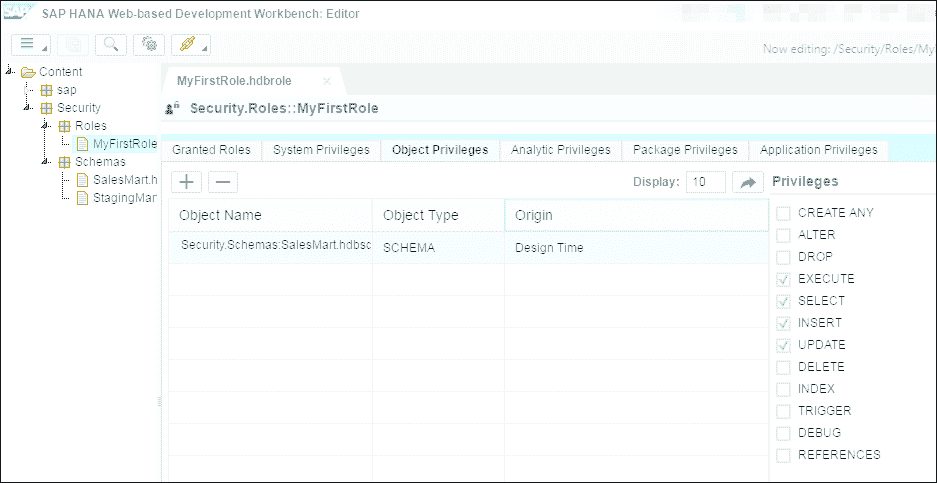 SAP SAP HANA Web-based Development Workbench: Editor
Now editing: /Security/Roles/My
Content
sap
Security
Roles
MyFirstRole
Schemas
SalesMart.h
StagingMar
MyFirstRole.hdbrole ×
Security.Roles::MyFirstRole
Granted Roles System Privileges Object Privileges Analytic Privileges Package Privileges Application Privileges
Display: 10 Privileges
Object Name Object Type Origin
Security.Schemas:SalesMart.hdbsc SCHEMA Design Time
CREATE ANY
ALTER
DROP
EXECUTE
SELECT
INSERT
UPDATE
DELETE
INDEX
TRIGGER
DEBUG
REFERENCES